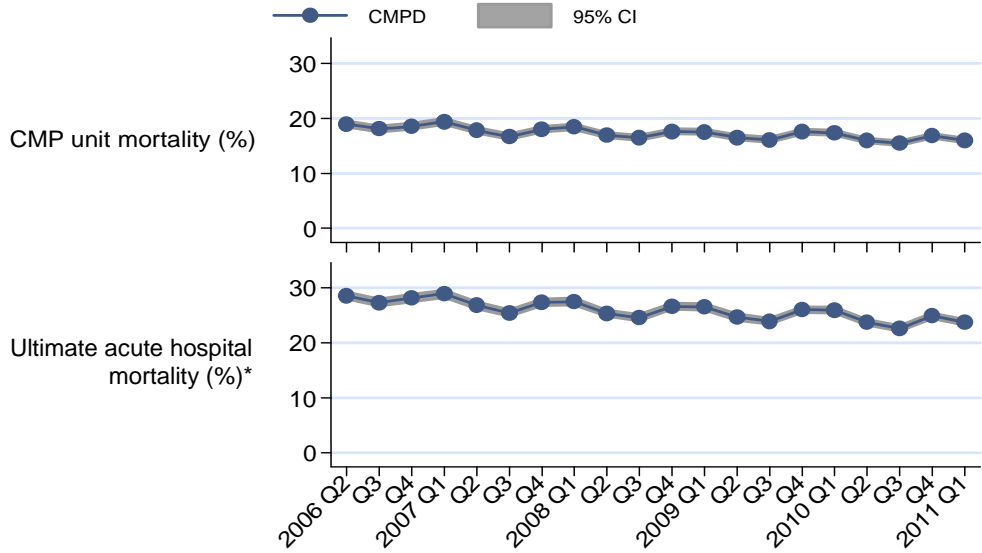 CMPD 95% CI
CMP unit mortality (%)
30
20
10
0
Ultimate acute hospital
mortality (%)*
30
20
10
0
2006 Q2 Q3 Q4 2007 Q1 Q2 Q3 Q4 2008 Q1 Q2 Q3 Q4 2009 Q1 Q2 Q3 Q4 2010 Q1 Q2 Q3 Q4 2011 Q1